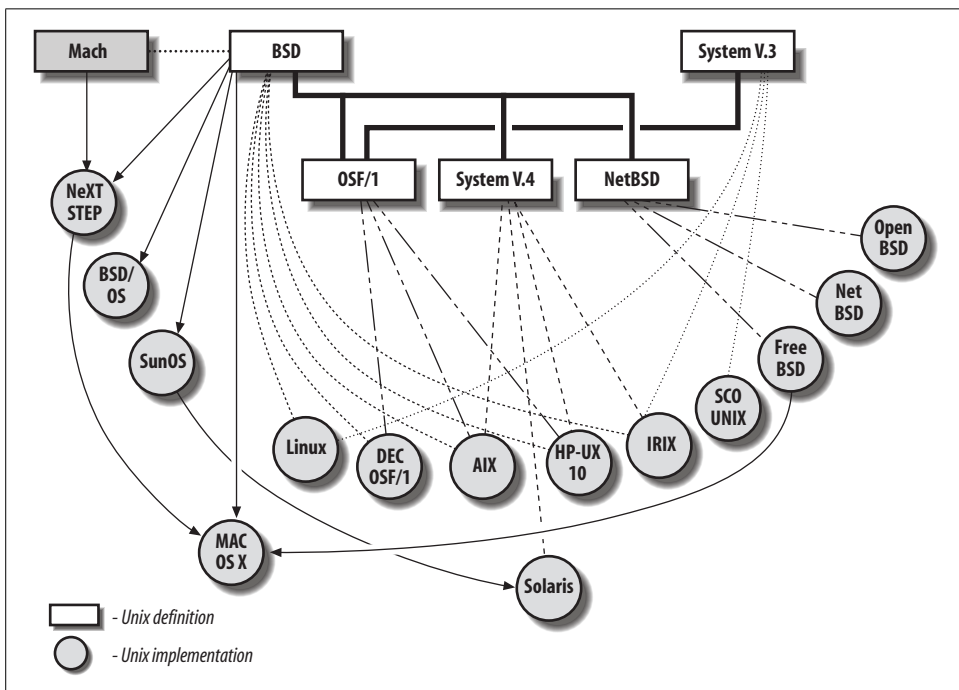 Mach
BSD
System V.3
OSF/1
System V.4
NetBSD
NeXT
STEP
Open
BSD
BSD/
OS
Net
BSD
SunOS
Free
BSD
SCO
UNIX
Linux
DEC
OSF/1
AIX
HP-UX
10
IRIX
MAC
OS X
Solaris
- Unix definition
- Unix implementation